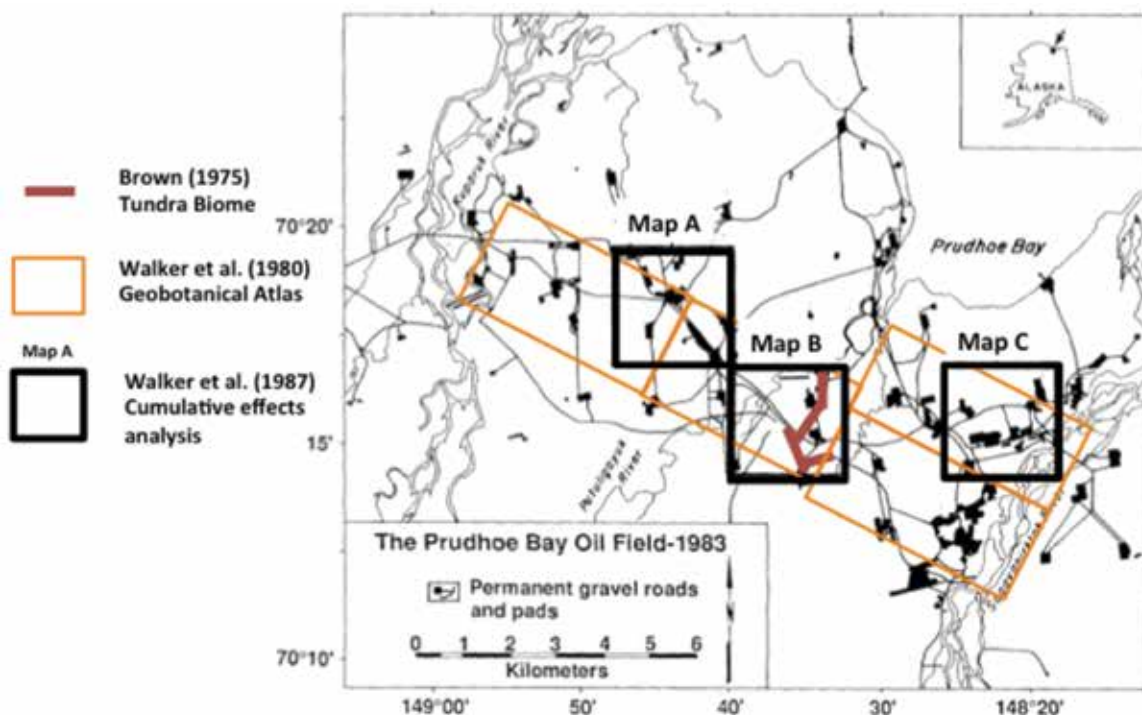 Brown (1975)
Tundra Biome
Walker et al. (1980)
Geobotanical Atlas
Map A
Walker et al. (1987)
Cumulative effects
analysis
ALASKA
Kuparuk River
70°20'
Map A
Prudhoe Bay
Map B
Map C
15'
Putuligayuk
River
The Prudhoe Bay Oil Field-1983
Permanent gravel roads
and pads
0 1 2 3 4 5 6
Kilometers
70°10'
149°00' 50' 40' 30' 148°20'